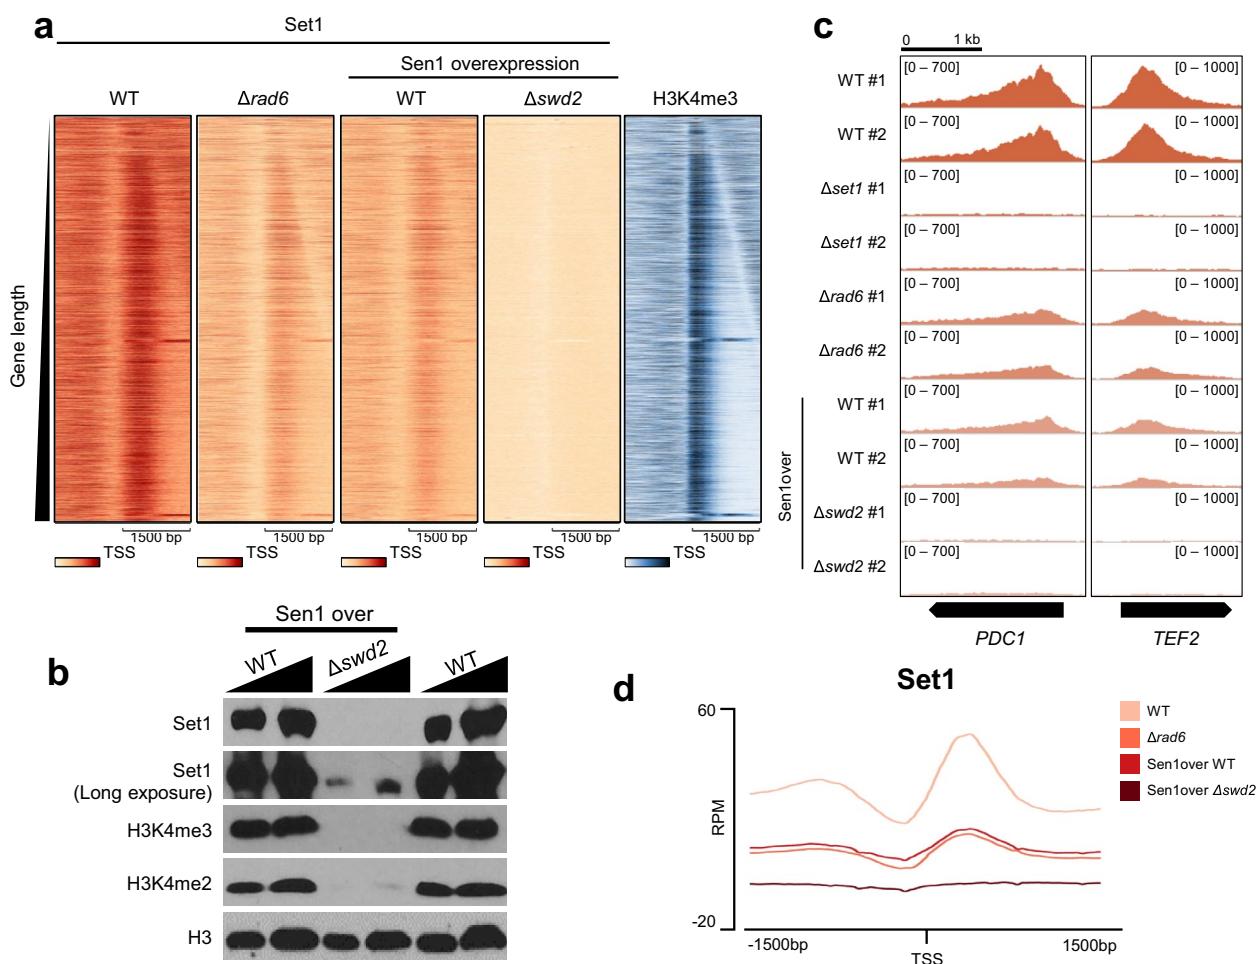 a
Set1
Sen1 overexpression
WT
Δrad6
WT
Δswd2
H3K4me3
Gene length
1500 bp
1500 bp
1500 bp
1500 bp
1500 bp
TSS
TSS
TSS
TSS
TSS
b
Sen1 over
WT
Δswd2
WT
Set1
Set1
(Long exposure)
H3K4me3
H3K4me2
H3
c
0 1 kb
WT #1 [0 – 700] [0 – 1000]
WT #2 [0 – 700] [0 – 1000]
Δset1 #1 [0 – 700] [0 – 1000]
Δset1 #2 [0 – 700] [0 – 1000]
Δrad6 #1 [0 – 700] [0 – 1000]
Δrad6 #2 [0 – 700] [0 – 1000]
Sen1over
WT #1 [0 – 700] [0 – 1000]
WT #2 [0 – 700] [0 – 1000]
Δswd2 #1 [0 – 700] [0 – 1000]
Δswd2 #2 [0 – 700] [0 – 1000]
PDC1
TEF2
d
Set1
60
RPM
-20
-1500bp
TSS
1500bp
WT
Δrad6
Sen1over WT
Sen1over Δswd2